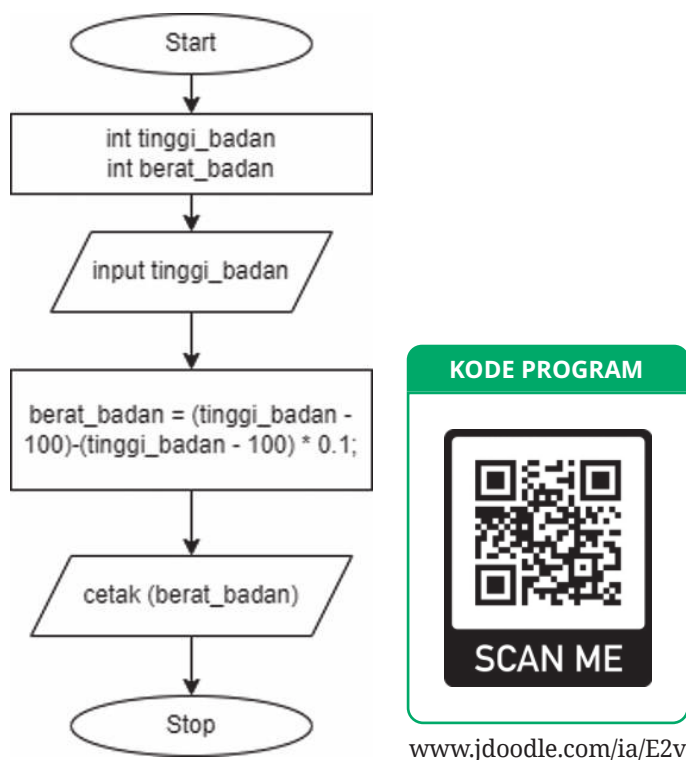 Start
int tinggi_badan
int berat_badan
input tinggi_badan
berat_badan = (tinggi_badan -
100)-(tinggi_badan - 100) * 0.1;
cetak (berat_badan)
Stop
KODE PROGRAM
SCAN ME
www.jdoodle.com/ia/E2v